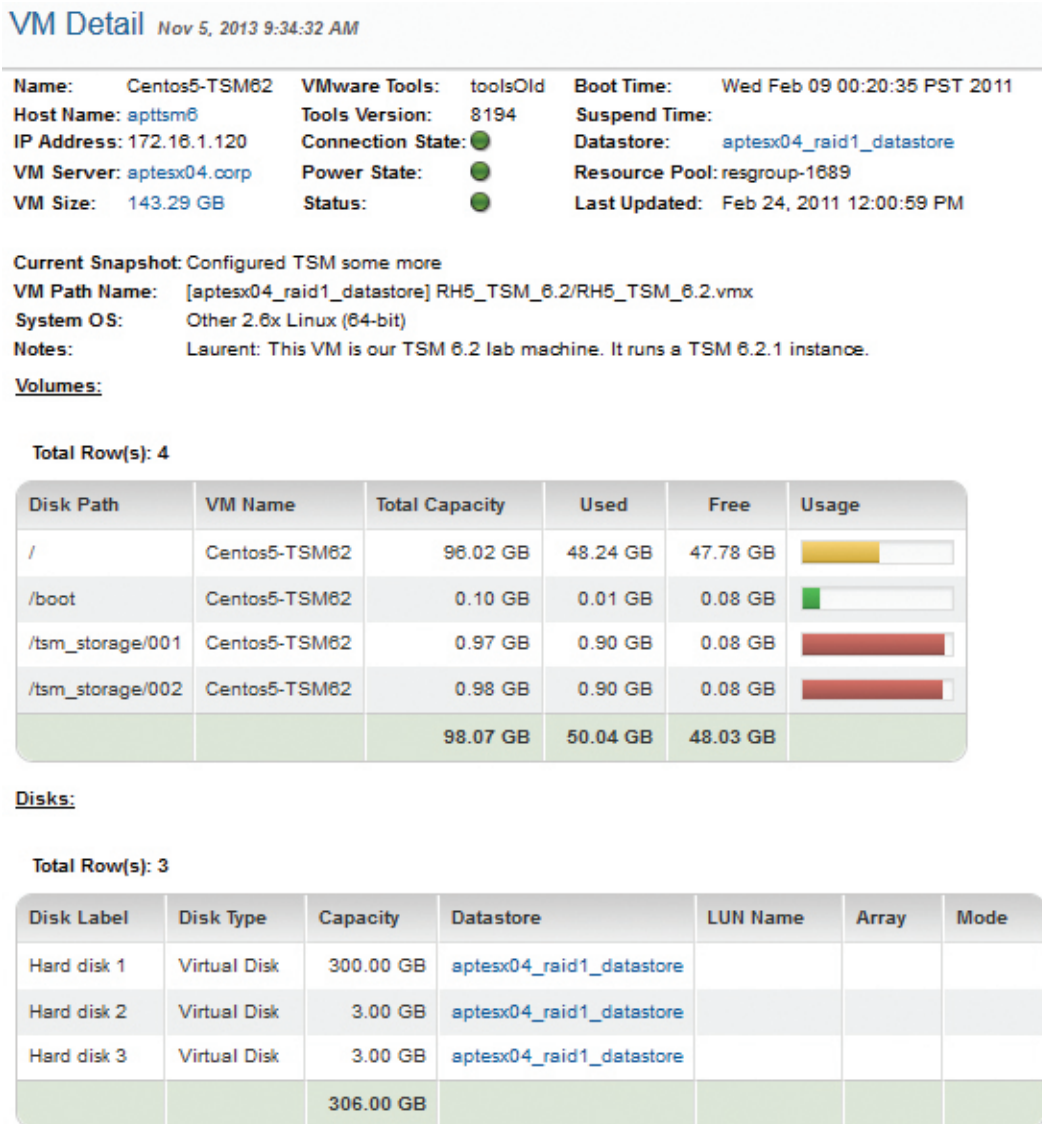 VM Detail Nov 5, 2013 9:34:32 AM
Name: Centos5-TSM62 VMware Tools: toolsOld Boot Time: Wed Feb 09 00:20:35 PST 2011
Host Name: apttsm6 Tools Version: 8194 Suspend Time:
IP Address: 172.16.1.120 Connection State: Datastore: aptesx04_raid1_datastore
VM Server: aptesx04.corp Power State: Resource Pool: resgroup-1689
VM Size: 143.29 GB Status: Last Updated: Feb 24, 2011 12:00:59 PM
Current Snapshot: Configured TSM some more
VM Path Name: [aptesx04_raid1_datastore] RH5_TSM_6.2/RH5_TSM_6.2.vmx
System OS: Other 2.6x Linux (64-bit)
Notes: Laurent: This VM is our TSM 6.2 lab machine. It runs a TSM 6.2.1 instance.
Volumes:
Total Row(s): 4
Disk Path VM Name Total Capacity Used Free Usage
/ Centos5-TSM62 96.02 GB 48.24 GB 47.78 GB
/boot Centos5-TSM62 0.10 GB 0.01 GB 0.08 GB
/tsm_storage/001 Centos5-TSM62 0.97 GB 0.90 GB 0.08 GB
/tsm_storage/002 Centos5-TSM62 0.98 GB 0.90 GB 0.08 GB
98.07 GB 50.04 GB 48.03 GB
Disks:
Total Row(s): 3
Disk Label Disk Type Capacity Datastore LUN Name Array Mode
Hard disk 1 Virtual Disk 300.00 GB aptesx04_raid1_datastore
Hard disk 2 Virtual Disk 3.00 GB aptesx04_raid1_datastore
Hard disk 3 Virtual Disk 3.00 GB aptesx04_raid1_datastore
306.00 GB